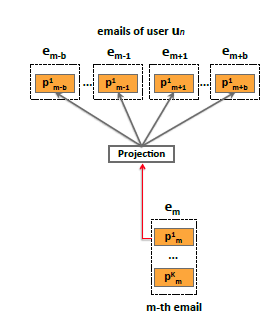 emails of user un
em-b em-1 em+1 em+b
p1m-b ... p1m-1 p1m+1 ... p1m+b
Projection
em
p1m
...
pKm
m-th email